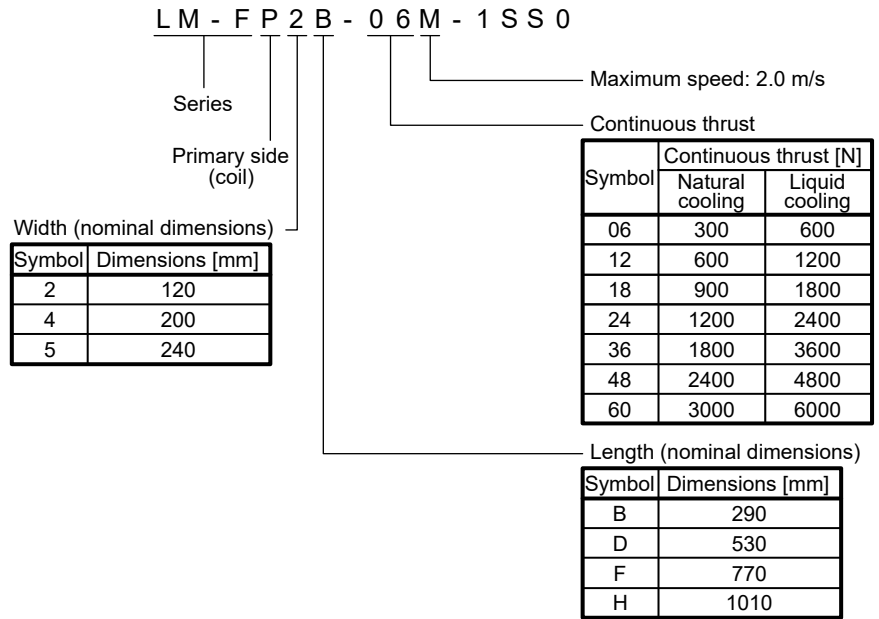 LM-FP2B-06M-1SS0
Maximum speed: 2.0 m/s
Series
Continuous thrust
Primary side
(coil)
Symbol Continuous thrust [N]
Natural cooling Liquid cooling
06 300 600
12 600 1200
18 900 1800
24 1200 2400
36 1800 3600
48 2400 4800
60 3000 6000
Width (nominal dimensions)
Symbol Dimensions [mm]
2 120
4 200
5 240
Length (nominal dimensions)
Symbol Dimensions [mm]
B 290
D 530
F 770
H 1010